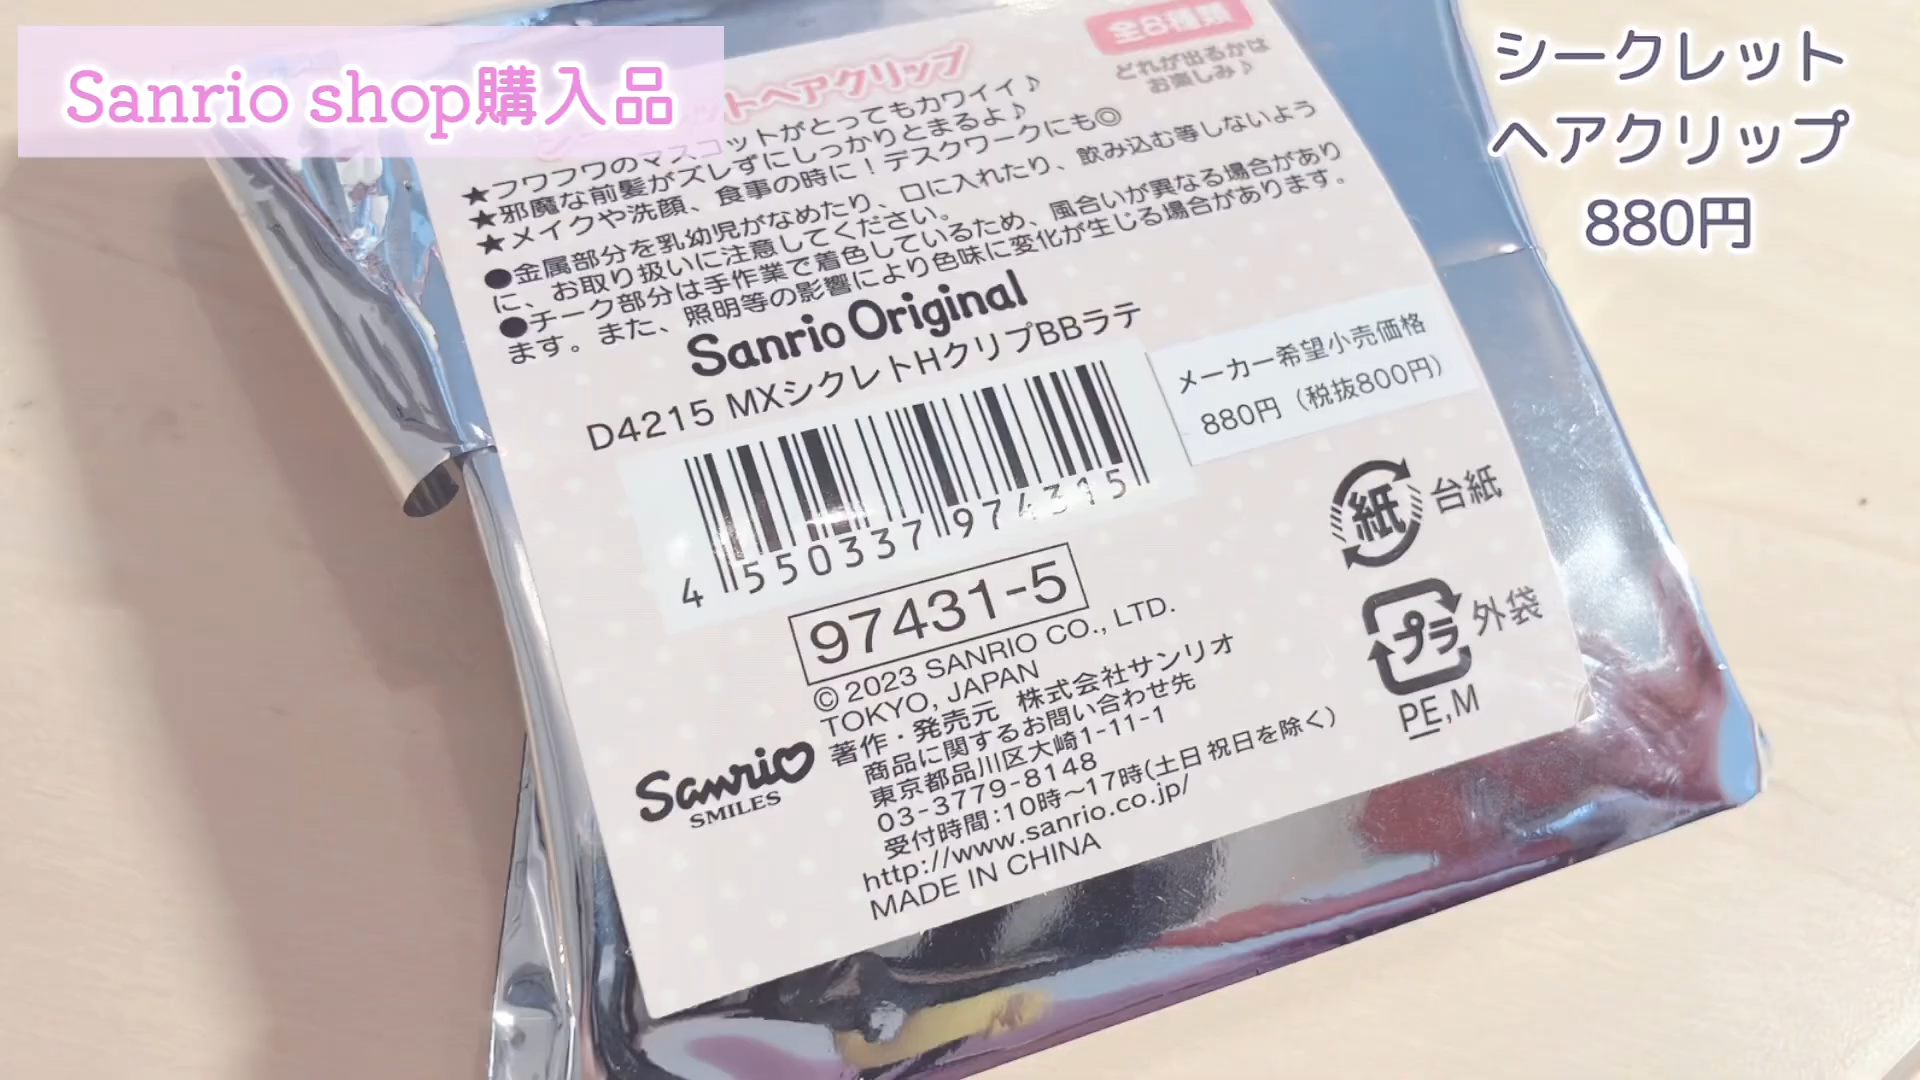 Sanrio shop購入品
シークレット
ヘアクリップ
880円
全8種類
どれが出るかは
お楽しみ♪
トヘアクリップ
★フワフワのマスコットがとってもカワイイ♪
★邪魔な前髪がズレずにしっかりとまるよ♪
★メイクや洗顔、食事の時に！デスクワークにも◎
●金属部分を乳幼児がなめたり、口に入れたり、飲み込む等しないよう
に、お取り扱いに注意してください。
●チーク部分は手作業で着色しているため、風合いが異なる場合があり
ます。また、照明等の影響により色味に変化が生じる場合があります。
Sanrio Original
D4215 MXシクレトHクリプBBラテ
メーカー希望小売価格
880円（税抜800円）
4 550337 974315
97431-5
© 2023 SANRIO CO., LTD.
TOKYO, JAPAN
著作・発売元 株式会社サンリオ
商品に関するお問い合わせ先
東京都品川区大崎1-11-1
03-3779-8148
受付時間:10時～17時(土日祝日を除く)
http://www.sanrio.co.jp/
MADE IN CHINA
Sanrio
SMILES
紙 台紙
プラ 外袋
PE,M